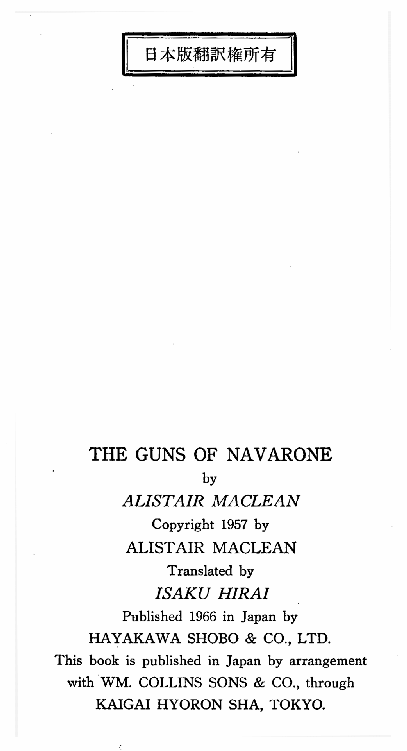 日本版翻訳権所有
THE GUNS OF NAVARONE
by
ALISTAIR MACLEAN
Copyright 1957 by
ALISTAIR MACLEAN
Translated by
ISAKU HIRAI
Published 1966 in Japan by
HAYAKAWA SHOBO & CO., LTD.
This book is published in Japan by arrangement
with WM. COLLINS SONS & CO., through
KAIGAI HYORON SHA, TOKYO.